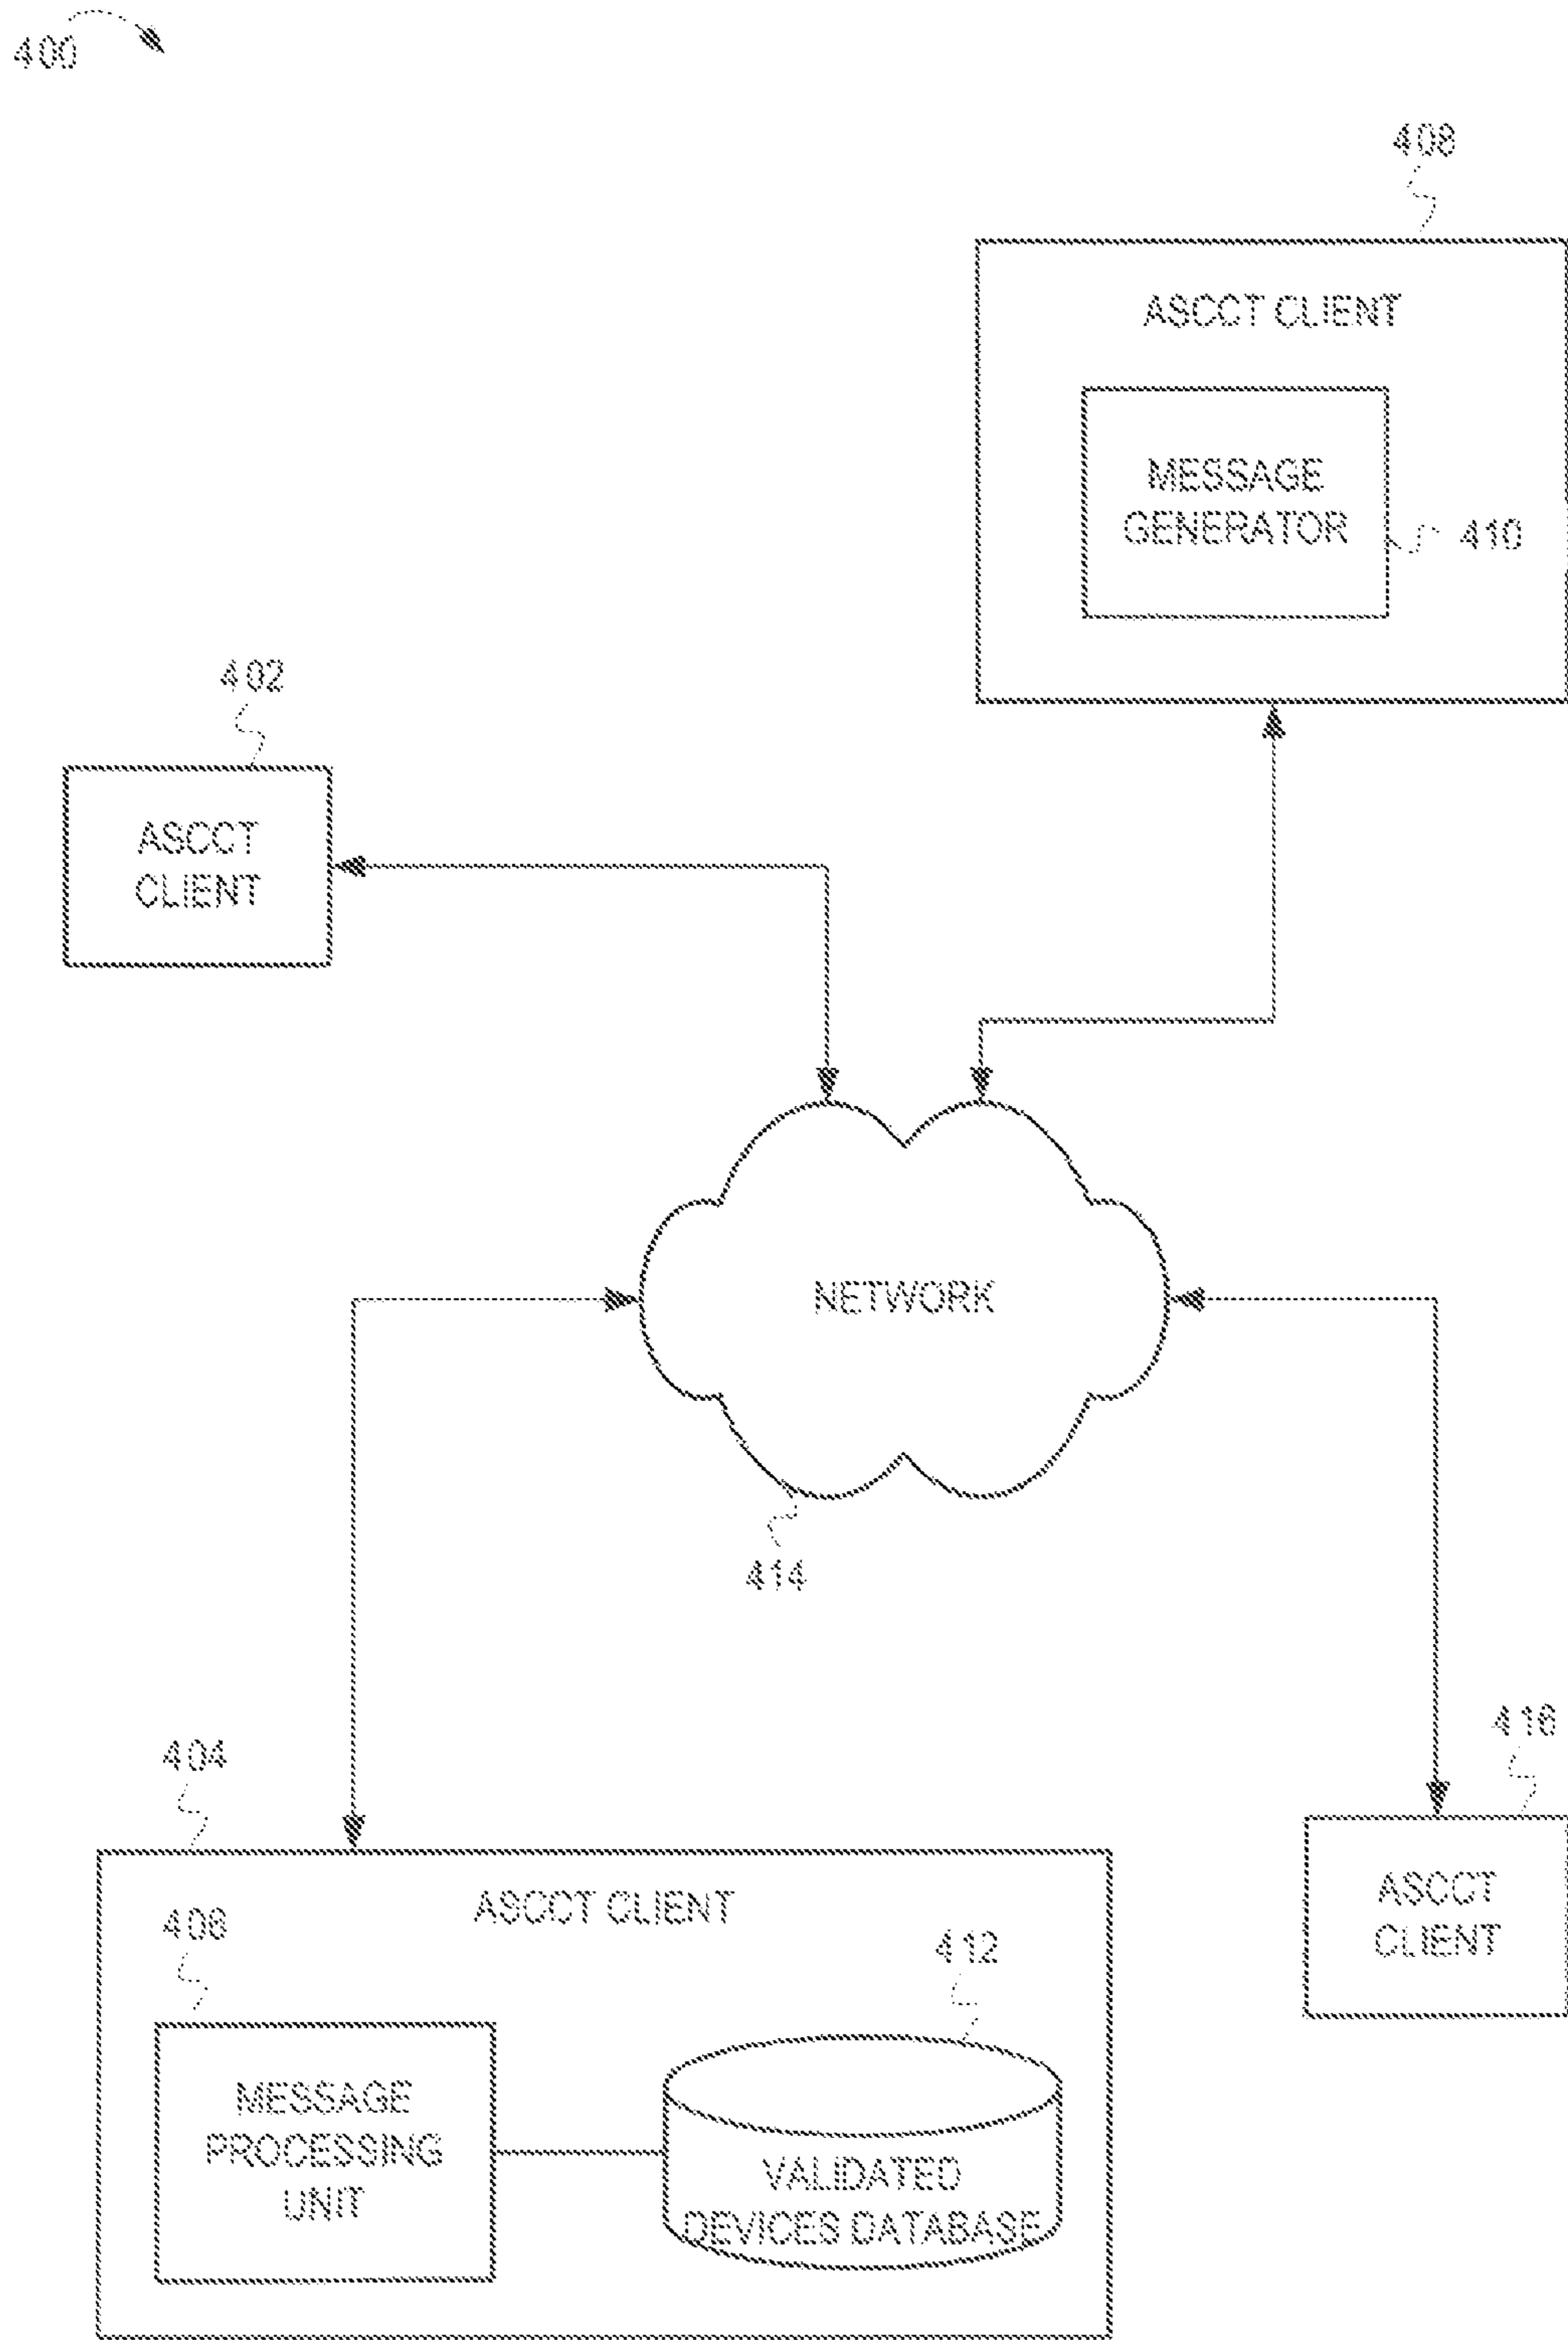 400
408
ASCCT CLIENT
MESSAGE
GENERATOR
410
402
ASCCT
CLIENT
NETWORK
414
404
ASCCT CLIENT
406
412
MESSAGE
PROCESSING
UNIT
VALIDATED
DEVICES DATABASE
416
ASCCT
CLIENT